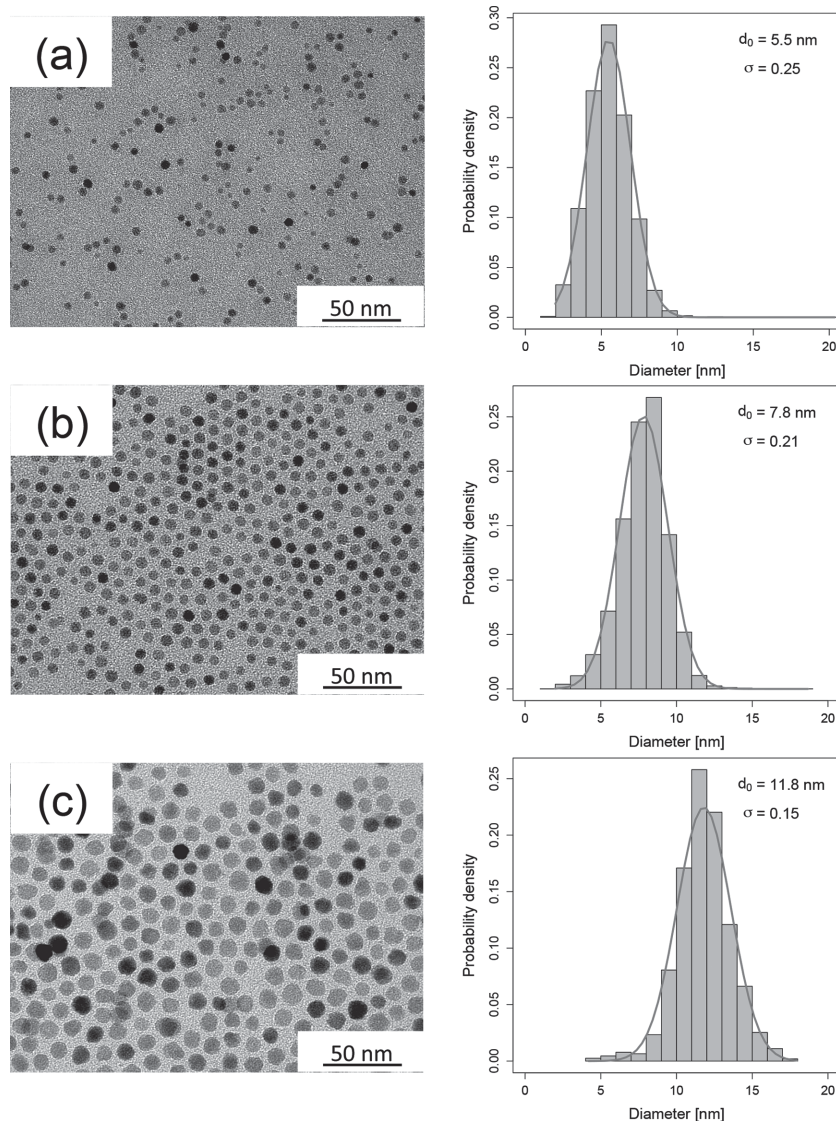 (a)
50 nm
0.30
0.25
0.20
0.15
0.10
0.05
0.00
Probability density
d₀ = 5.5 nm
σ = 0.25
0 5 10 15 20
Diameter [nm]
(b)
50 nm
0.25
0.20
0.15
0.10
0.05
0.00
Probability density
d₀ = 7.8 nm
σ = 0.21
0 5 10 15 20
Diameter [nm]
(c)
50 nm
0.25
0.20
0.15
0.10
0.05
0.00
Probability density
d₀ = 11.8 nm
σ = 0.15
0 5 10 15 20
Diameter [nm]